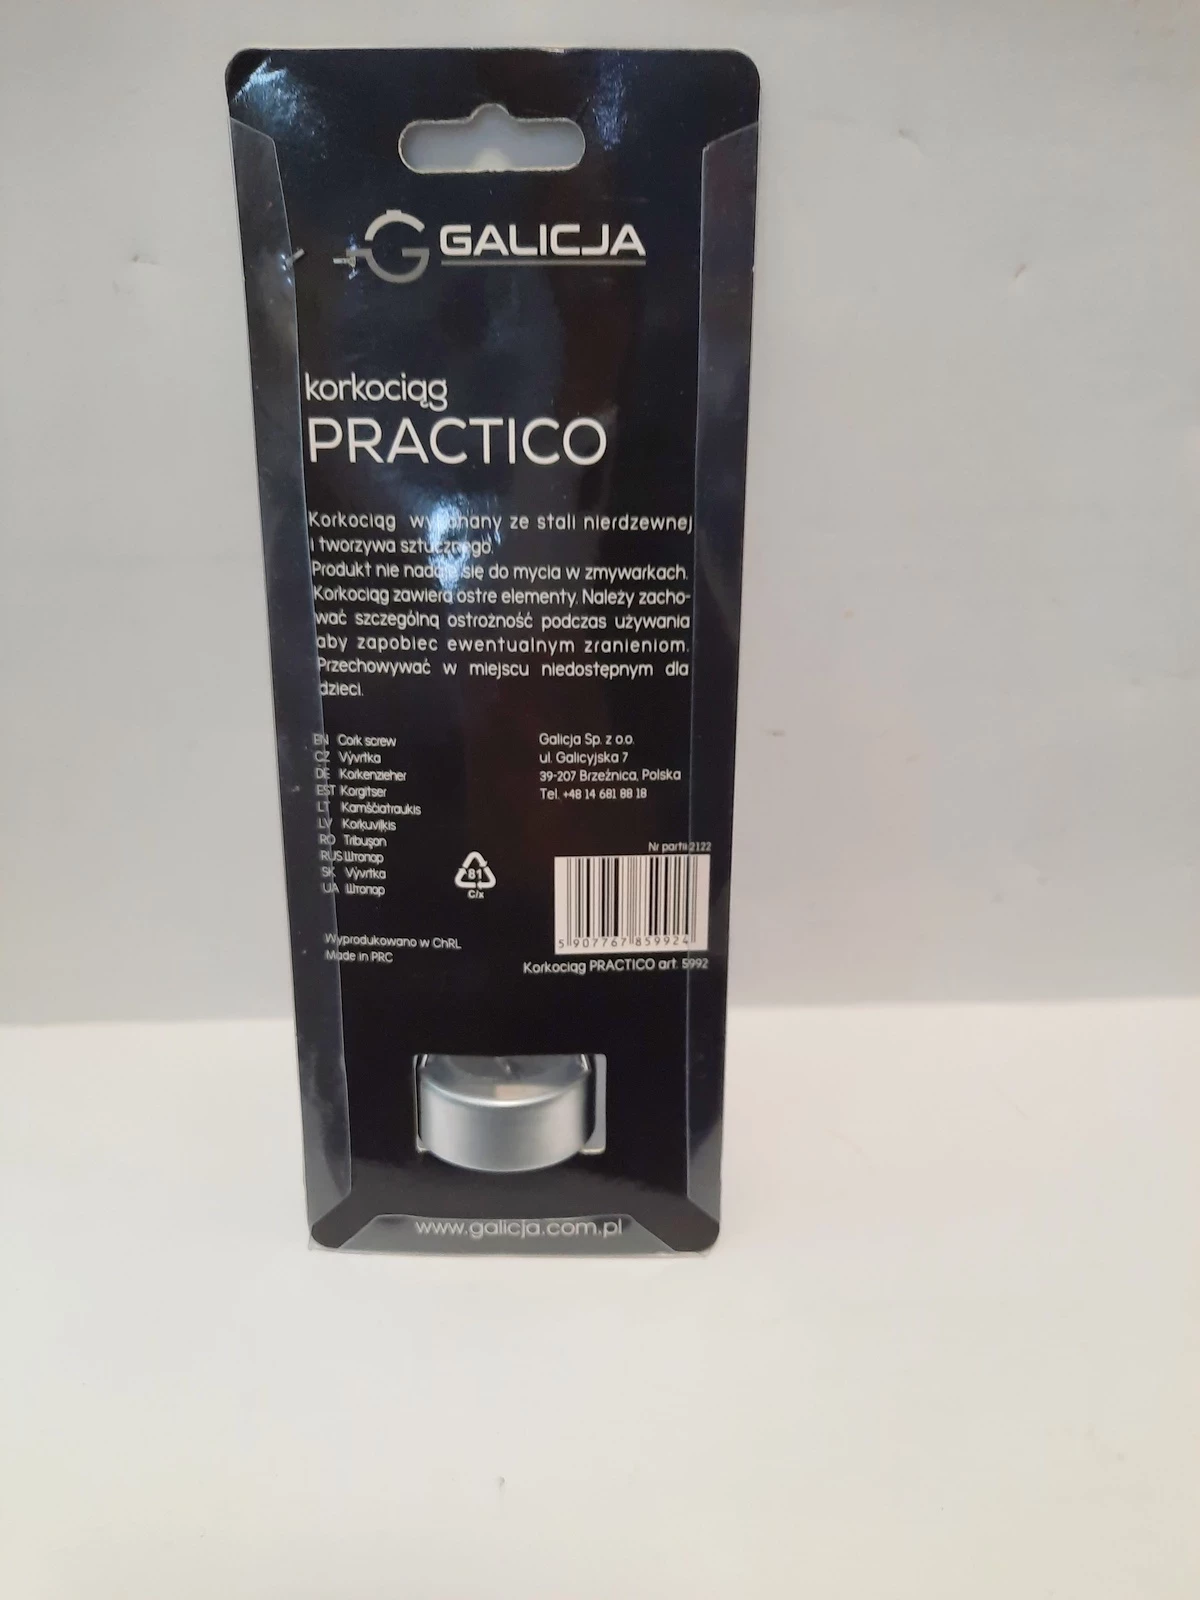 GALICJA
korkociąg
PRACTICO
Korkociąg wykonany ze stali nierdzewnej
i tworzywa sztucznego.
Produkt nie nadaje się do mycia w zmywarkach.
Korkociąg zawiera ostre elementy. Należy zacho-
wać szczególną ostrożność podczas używania
aby zapobiec ewentualnym zranieniom.
Przechowywać w miejscu niedostępnym dla
dzieci.
EN Cork screw
CZ Vývrtka
DE Korkenzieher
EST Korgitser
LT Kamščiatraukis
LV Korķuviļķis
RO Tribuşon
RUS Штопор
SK Vývrtka
UA Штопор
Galicja Sp. z o.o.
ul. Galicyjska 7
39-207 Brzeźnica, Polska
Tel. +48 14 681 88 18
81
C/x
Nr partii 2122
5 907767 859924
Korkociąg PRACTICO art. 5992
Wyprodukowano w ChRL
Made in PRC
www.galicja.com.pl